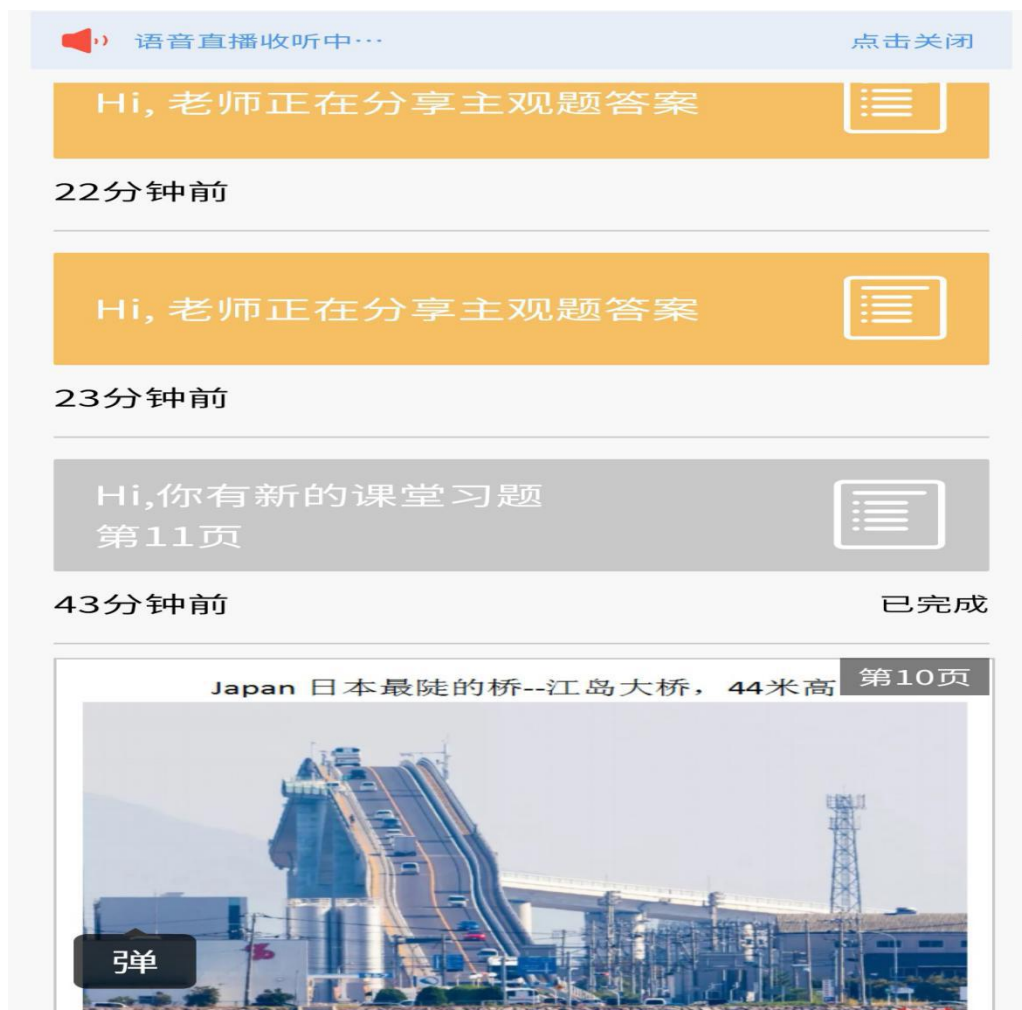 语音直播收听中…
点击关闭
Hi, 老师正在分享主观题答案
22分钟前
Hi, 老师正在分享主观题答案
23分钟前
Hi,你有新的课堂习题
第11页
43分钟前
已完成
Japan 日本最陡的桥--江岛大桥，44米高
第10页
弹